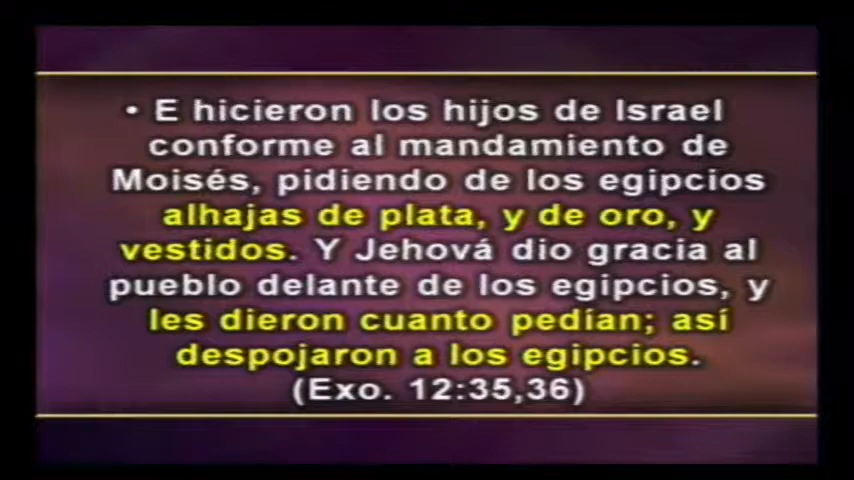 • E hicieron los hijos de Israel
conforme al mandamiento de
Moisés, pidiendo de los egipcios
alhajas de plata, y de oro, y
vestidos. Y Jehová dio gracia al
pueblo delante de los egipcios, y
les dieron cuanto pedían; así
despojaron a los egipcios.
(Exo. 12:35,36)